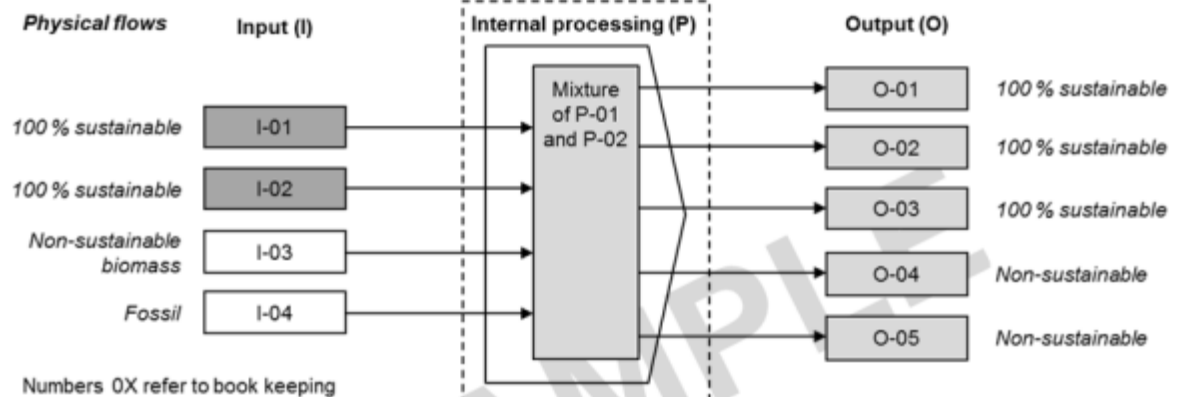 Physical flows
Input (I)
Internal processing (P)
Output (O)
100 % sustainable
I-01
Mixture
of P-01
and P-02
O-01
100 % sustainable
100 % sustainable
I-02
O-02
100 % sustainable
Non-sustainable
biomass
I-03
O-03
100 % sustainable
Fossil
I-04
O-04
Non-sustainable
O-05
Non-sustainable
Numbers 0X refer to book keeping